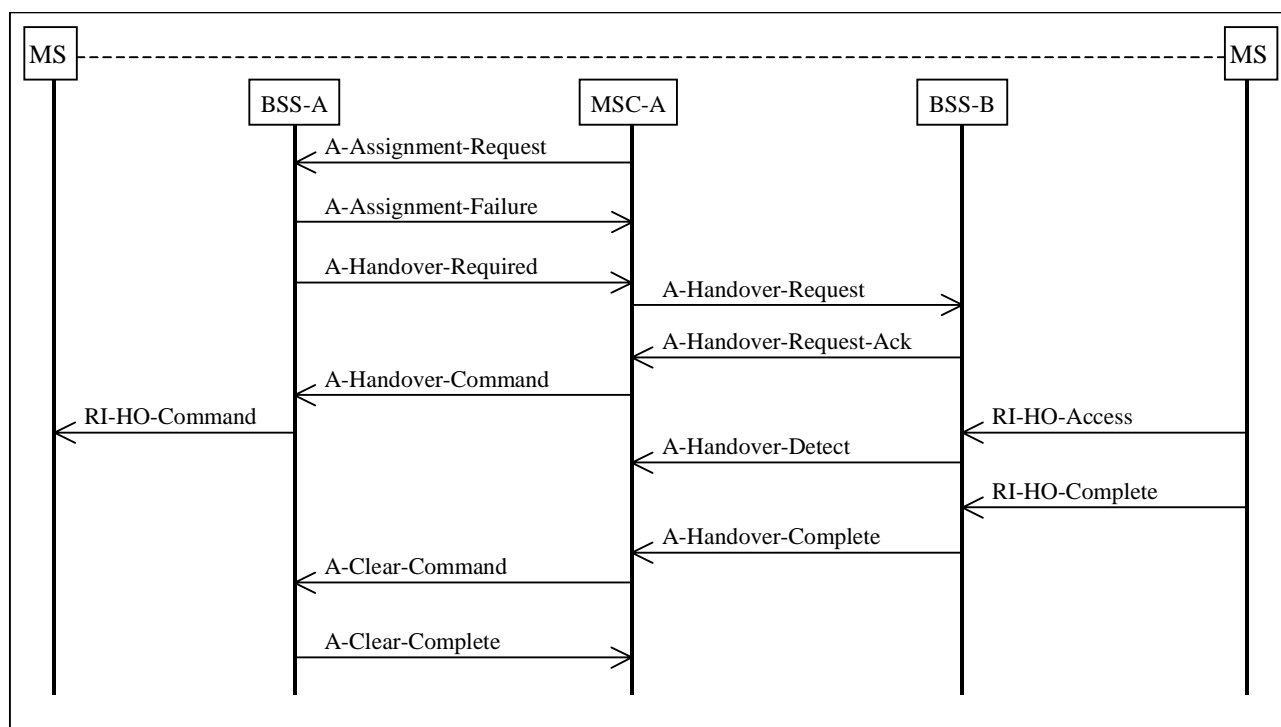 MS
MS
BSS-A
MSC-A
BSS-B
A-Assignment-Request
A-Assignment-Failure
A-Handover-Required
A-Handover-Request
A-Handover-Request-Ack
A-Handover-Command
RI-HO-Command
RI-HO-Access
A-Handover-Detect
RI-HO-Complete
A-Handover-Complete
A-Clear-Command
A-Clear-Complete